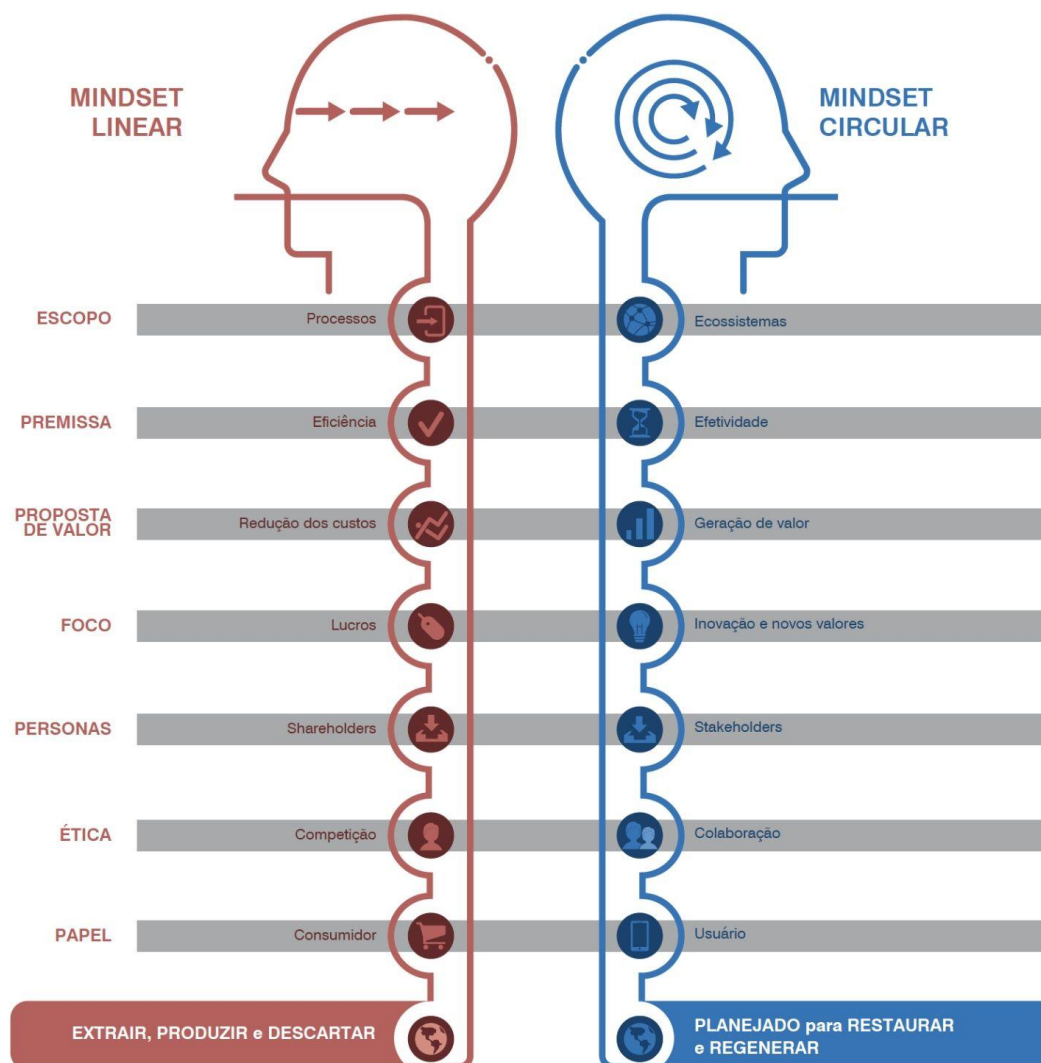 MINDSET
LINEAR
MINDSET
CIRCULAR
ESCOPO
Processos
Ecossistemas
PREMISSA
Eficiência
Efetividade
PROPOSTA
DE VALOR
Redução dos custos
Geração de valor
FOCO
Lucros
Inovação e novos valores
PERSONAS
Shareholders
Stakeholders
ÉTICA
Competição
Colaboração
PAPEL
Consumidor
Usuário
EXTRAIR, PRODUZIR e DESCARTAR
PLANEJADO para RESTAURAR
e REGENERAR